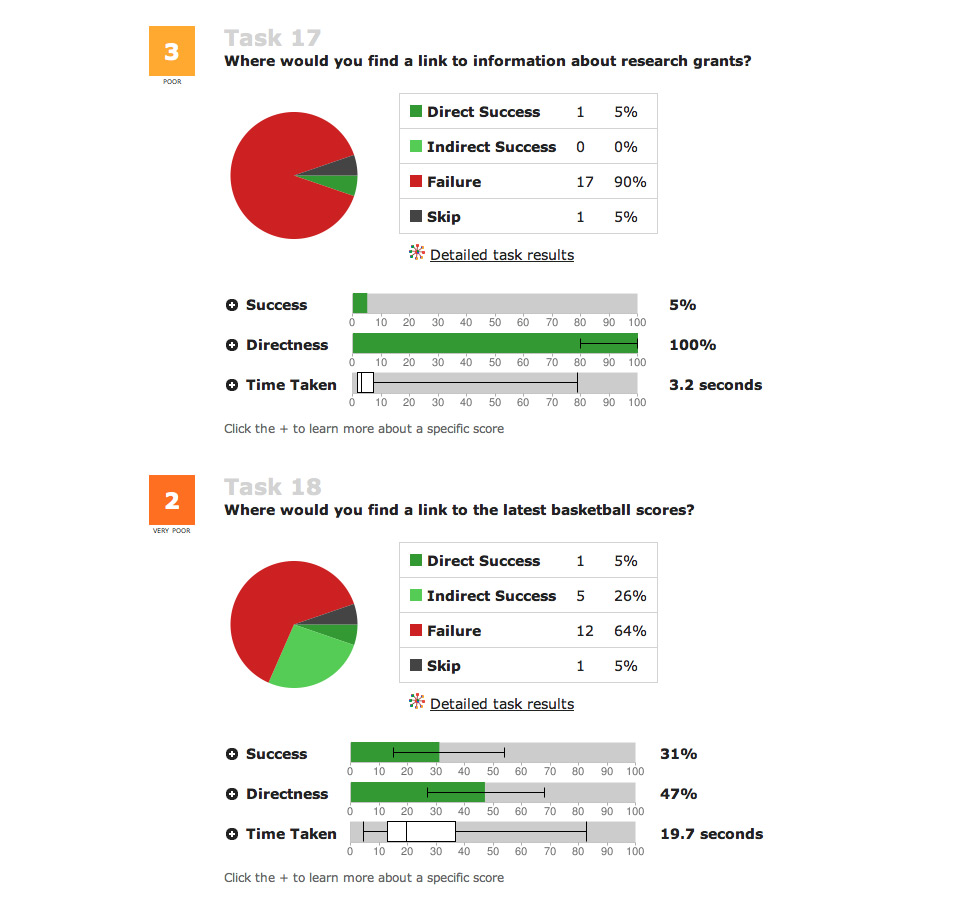 3
POOR
Task 17
Where would you find a link to information about research grants?
Direct Success 1 5%
Indirect Success 0 0%
Failure 17 90%
Skip 1 5%
Detailed task results
Success 5%
0 10 20 30 40 50 60 70 80 90 100
Directness 100%
0 10 20 30 40 50 60 70 80 90 100
Time Taken 3.2 seconds
0 10 20 30 40 50 60 70 80 90 100
Click the + to learn more about a specific score
2
VERY POOR
Task 18
Where would you find a link to the latest basketball scores?
Direct Success 1 5%
Indirect Success 5 26%
Failure 12 64%
Skip 1 5%
Detailed task results
Success 31%
0 10 20 30 40 50 60 70 80 90 100
Directness 47%
0 10 20 30 40 50 60 70 80 90 100
Time Taken 19.7 seconds
0 10 20 30 40 50 60 70 80 90 100
Click the + to learn more about a specific score